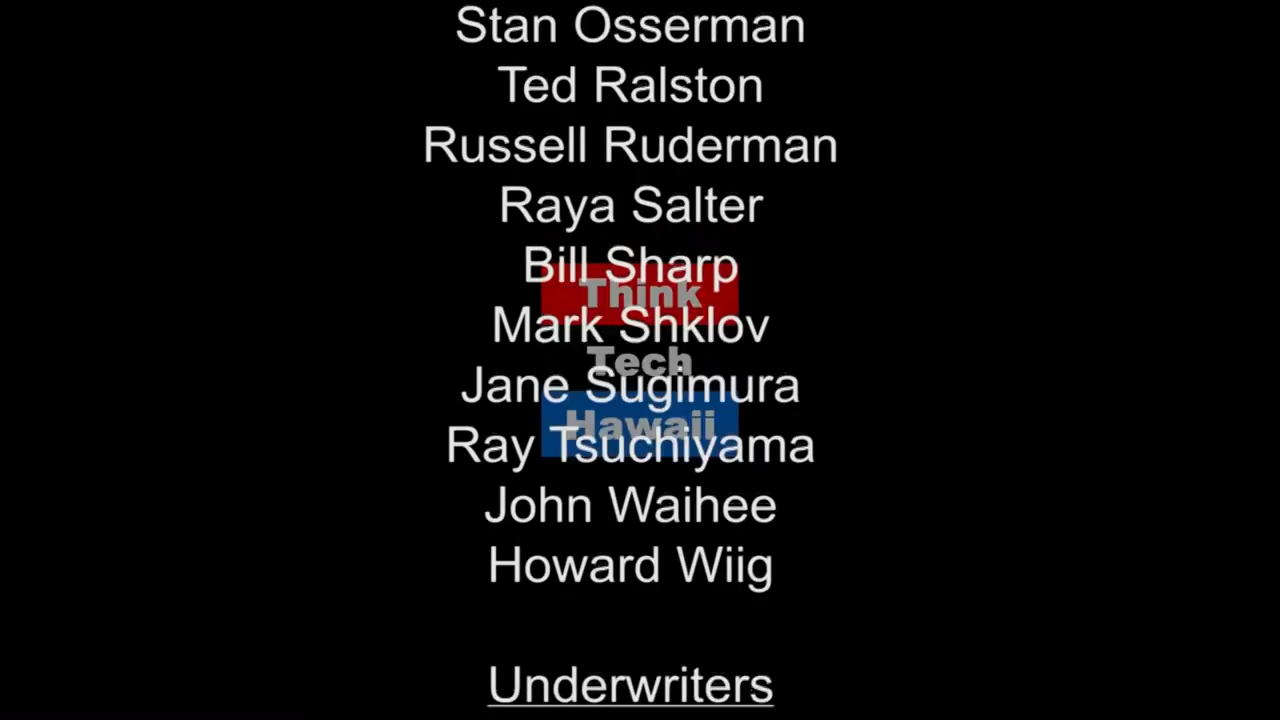 Stan Osserman
Ted Ralston
Russell Ruderman
Raya Salter
Bill Sharp
Think
Mark Shklov
Tech
Jane Sugimura
Hawaii
Ray Tsuchiyama
John Waihee
Howard Wiig
Underwriters